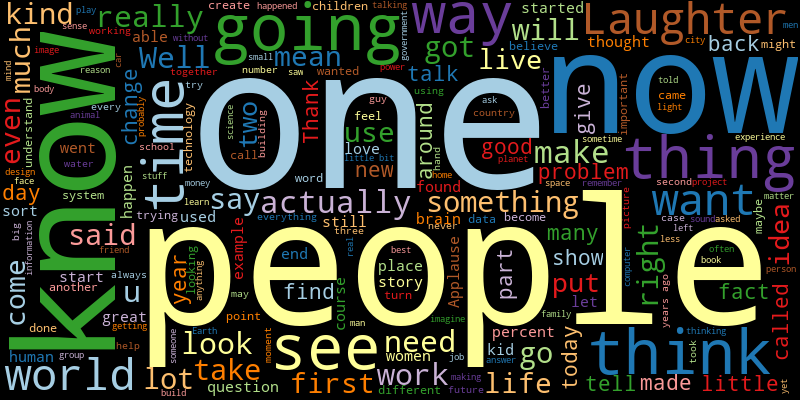 play happened children talking
kind create
way
Laughter men
sense working really able without going government started will thought city back might
image much Well small mean got believe
mind reason car together number saw wanted live
body try power talk using better told
change every probably time one now came light
know Thank guy ask
even understand animal science two feel around give important
technology building use country
went school call love good make thing experience
water little bit hand home planet problem sometime
design face stuff new want
day system happen money word found space remember second project
sort learn say actually something picture matter
trying used everything brain data become case sound asked
said still never left many right idea
big information friend people three less maybe
come looking example end real Applause show often
start always year anything place best part book fact person
another story turn put called
u may find course let computer years ago
done great getting point man imagine family
human help someone Earth moment look see need percent today think thinking
group women job kid go took
world lot build take first work answer life tell made little yet
question different making future